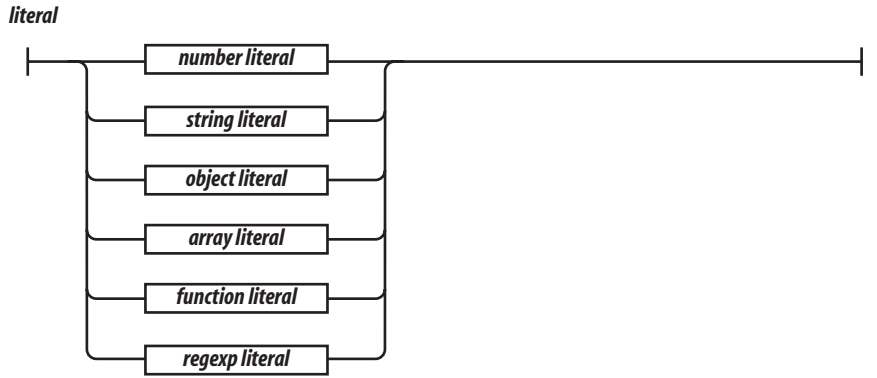 literal
number literal
string literal
object literal
array literal
function literal
regexp literal